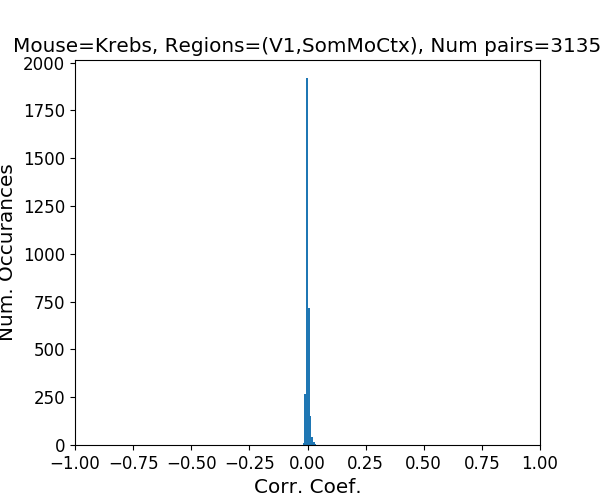 Mouse=Krebs, Regions=(V1,SomMoCtx), Num pairs=3135
2000
1750
1500
1250
1000
750
500
250
0
Num. Occurances
−1.00 −0.75 −0.50 −0.25 0.00 0.25 0.50 0.75 1.00
Corr. Coef.